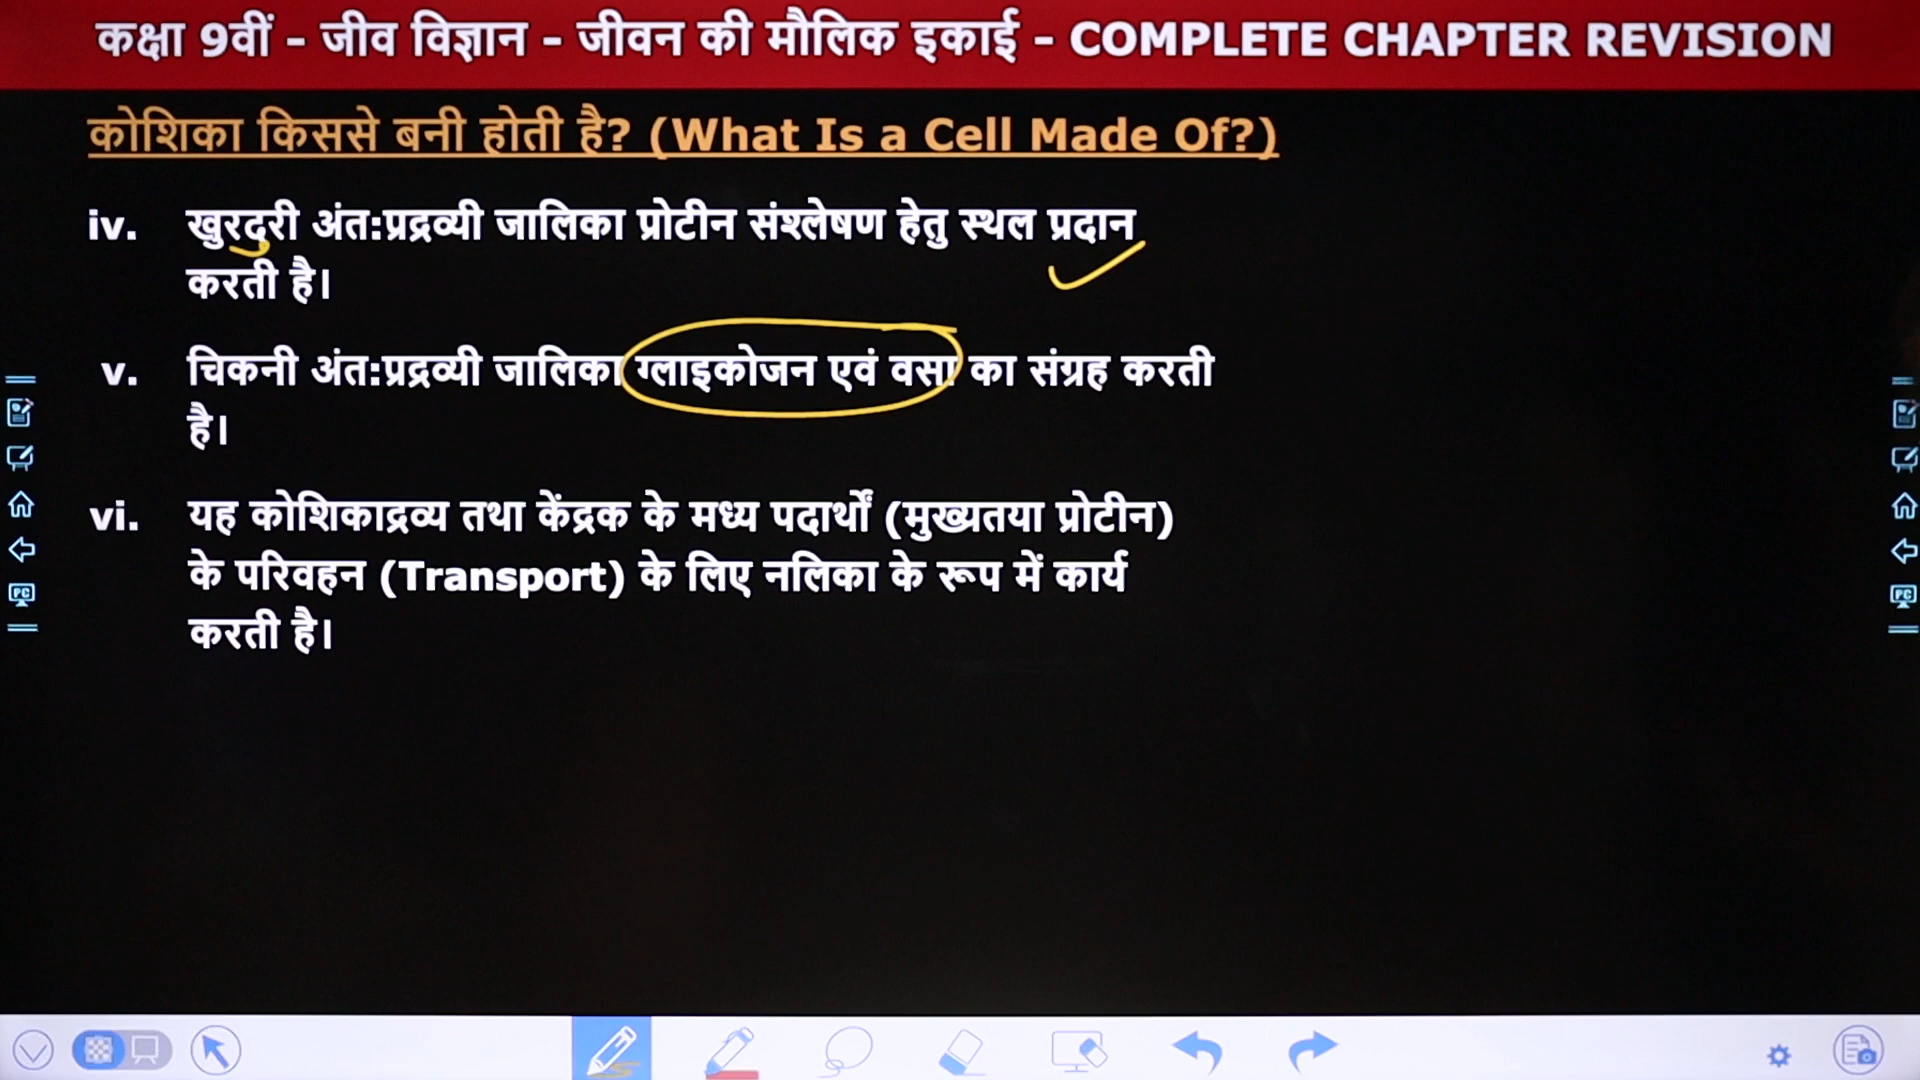 कक्षा 9वीं - जीव विज्ञान - जीवन की मौलिक इकाई - COMPLETE CHAPTER REVISION
कोशिका किससे बनी होती है? (What Is a Cell Made Of?)
iv. खुरदरी अंत:प्रद्रव्यी जालिका प्रोटीन संश्लेषण हेतु स्थल प्रदान
करती है।
v. चिकनी अंत:प्रद्रव्यी जालिका ग्लाइकोजन एवं वसा का संग्रह करती
है।
vi. यह कोशिकाद्रव्य तथा केंद्रक के मध्य पदार्थों (मुख्यतया प्रोटीन)
के परिवहन (Transport) के लिए नलिका के रूप में कार्य
करती है।
PC
PC